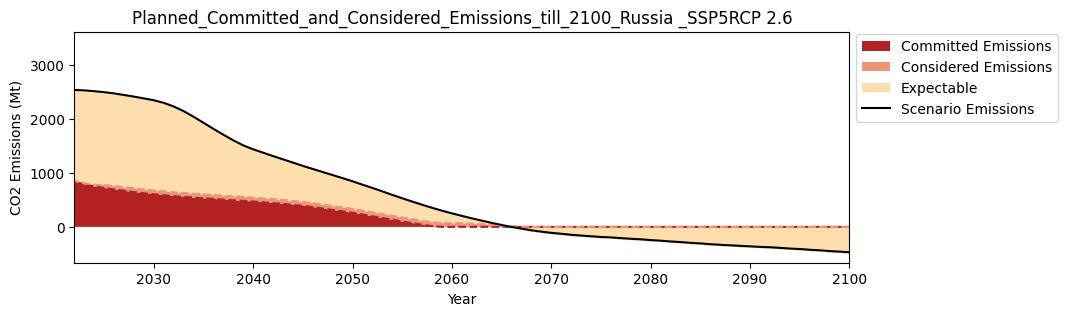 Planned_Committed_and_Considered_Emissions_till_2100_Russia _SSP5RCP 2.6
Committed Emissions
Considered Emissions
Expectable
Scenario Emissions
CO2 Emissions (Mt)
3000
2000
1000
0
2030 2040 2050 2060 2070 2080 2090 2100
Year